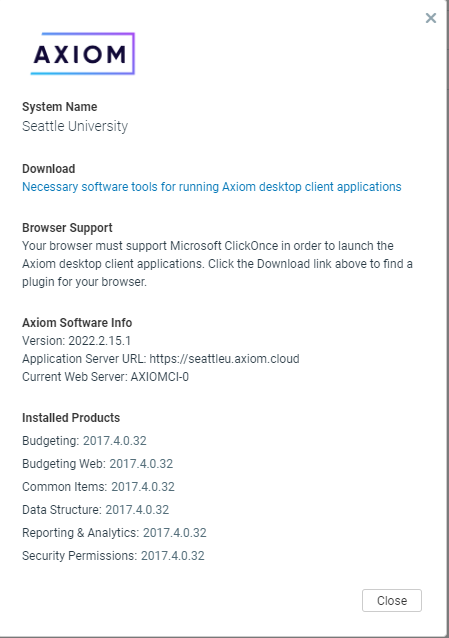 AXIOM
System Name
Seattle University
Download
Necessary software tools for running Axiom desktop client applications
Browser Support
Your browser must support Microsoft ClickOnce in order to launch the
Axiom desktop client applications. Click the Download link above to find a
plugin for your browser.
Axiom Software Info
Version: 2022.2.15.1
Application Server URL: https://seattleu.axiom.cloud
Current Web Server: AXIOMCI-0
Installed Products
Budgeting: 2017.4.0.32
Budgeting Web: 2017.4.0.32
Common Items: 2017.4.0.32
Data Structure: 2017.4.0.32
Reporting & Analytics: 2017.4.0.32
Security Permissions: 2017.4.0.32
Close